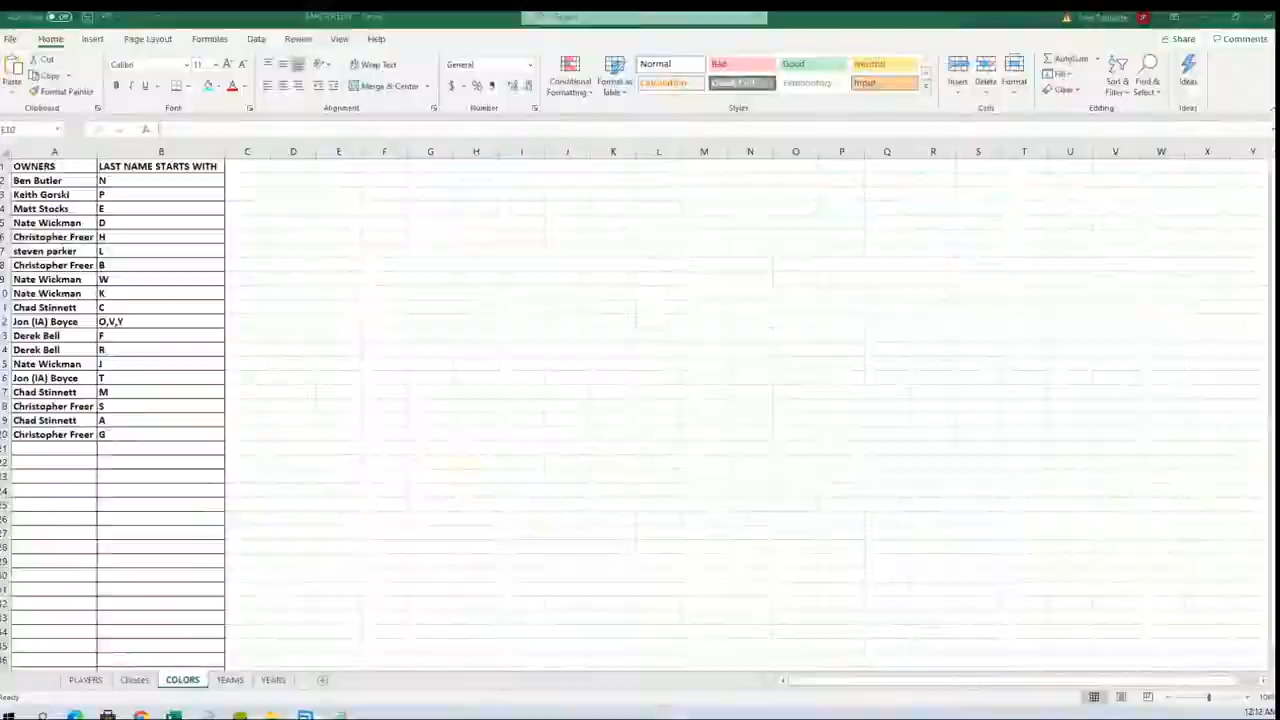 File Home Insert Page Layout Formulas Data Review View Help Share Comments
Cut
Copy
Format Painter
Paste
Calibri 11
Wrap Text
Merge & Center
General
Conditional Formatting
Format as Table
Normal Bad Good Neutral
Calculation Check Cell Explanatory Input
Insert Delete Format
AutoSum
Fill
Clear
Sort & Filter
Find & Select
Ideas
Clipboard Font Alignment Number Styles Cells Editing Ideas
A B C D E F G H I J K L M N O P Q R S T U V W X Y
OWNERS LAST NAME STARTS WITH
Ben Butler N
Keith Gorski P
Matt Stocks E
Nate Wickman D
Christopher Freer H
steven parker L
Christopher Freer B
Nate Wickman W
Nate Wickman K
Chad Stinnett C
Jon (IA) Boyce O,V,Y
Derek Bell F
Derek Bell R
Nate Wickman J
Jon (IA) Boyce T
Chad Stinnett M
Christopher Freer S
Chad Stinnett A
Christopher Freer G
PLAYERS Classes COLORS TEAMS YEARS
Ready
12:12 AM